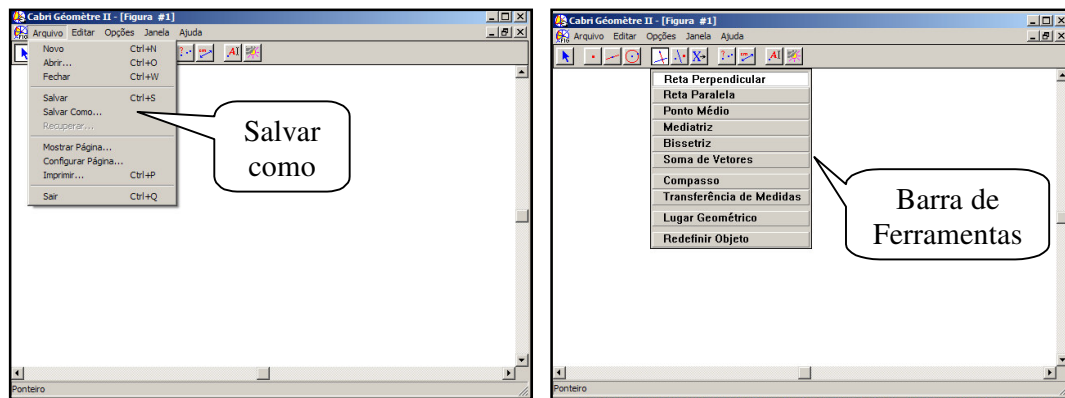 Cabri Géomètre II - [Figura #1]
Arquivo Editar Opções Janela Ajuda
Novo Ctrl+N
Abrir... Ctrl+O
Fechar Ctrl+W
Salvar Ctrl+S
Salvar Como...
Recuperar...
Mostrar Página...
Configurar Página...
Imprimir... Ctrl+P
Sair Ctrl+Q
Salvar
como
Ponteiro
Cabri Géomètre II - [Figura #1]
Arquivo Editar Opções Janela Ajuda
Reta Perpendicular
Reta Paralela
Ponto Médio
Mediatriz
Bissetriz
Soma de Vetores
Compasso
Transferência de Medidas
Lugar Geométrico
Redefinir Objeto
Barra de
Ferramentas
Ponteiro